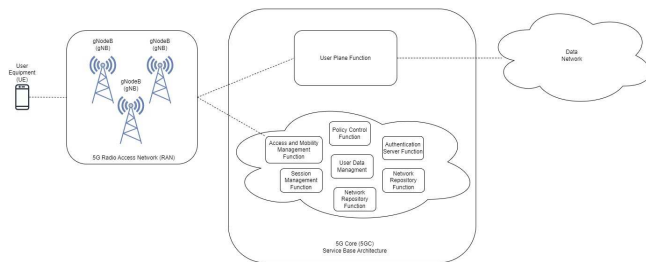 User
Equipment
(UE)
gNodeB
(gNB)
gNodeB
(gNB)
gNodeB
(gNB)
5G Radio Access Network (RAN)
User Plane Function
Data
Network
Policy Control
Function
Access and Mobility
Management
Function
Authentication
Server Function
User Data
Managment
Session
Management
Function
Network
Repository
Function
Network
Repository
Function
5G Core (5GC)
Service Base Architecture